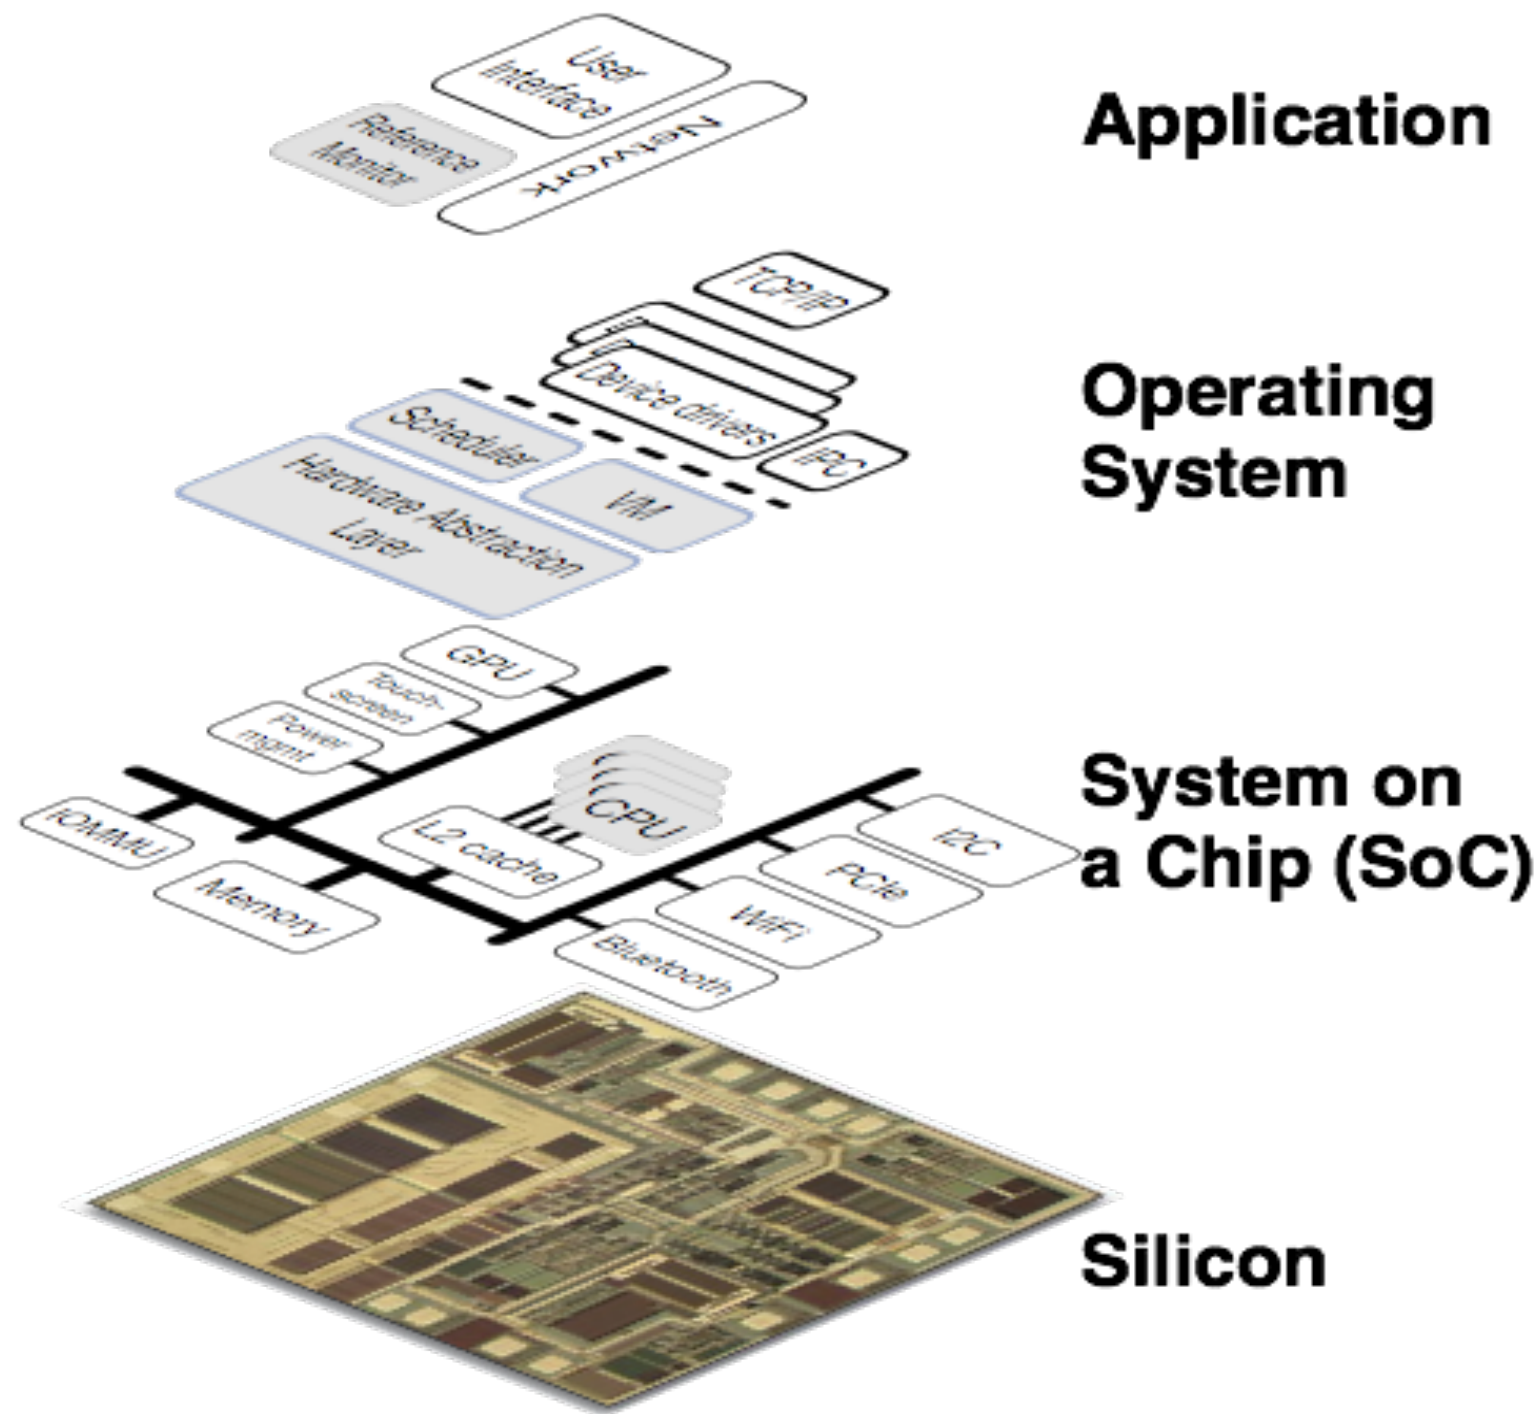 User
Interface
Reference
Monitor
Network
Application
TCP/IP
Device drivers
IPC
Scheduler
VM
Hardware Abstraction
Layer
Operating
System
GPU
Touch-
screen
Power
mgmt
IOMMU
Memory
L2 cache
CPU
I2C
PCIe
WiFi
Bluetooth
System on
a Chip (SoC)
Silicon